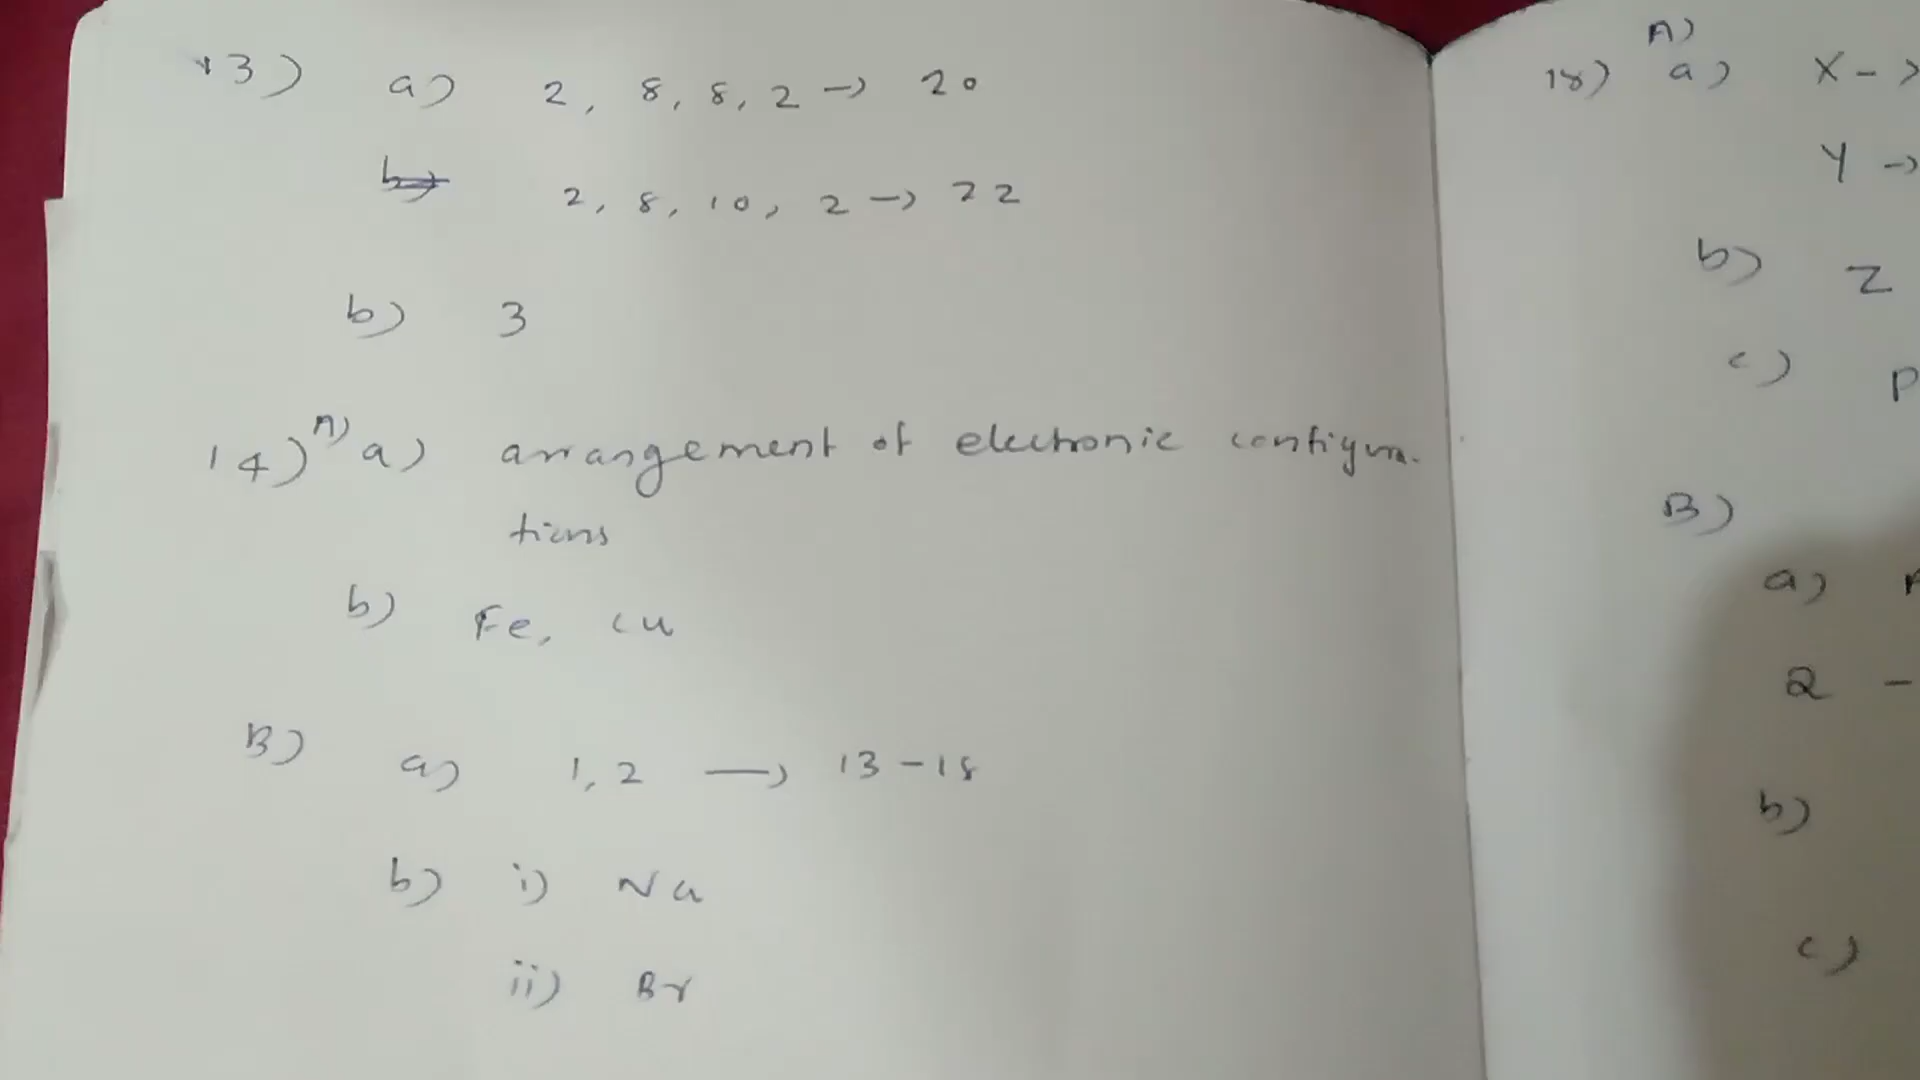 13) a) 2, 8, 8, 2 -> 20
b) 2, 8, 10, 2 -> 22
b) 3
14) A) a) arrangement of electronic configura-
tions
b) Fe, Cu
B) a) 1, 2 -> 13 - 18
b) i) Na
ii) Br
A)
18) a) X ->
Y ->
b) Z
c) P
B)
a)
Q -
b)
c)